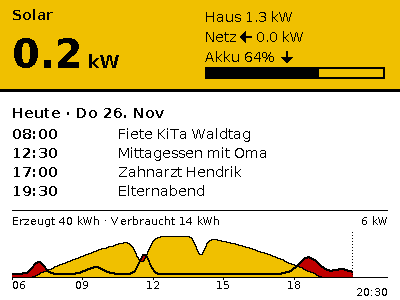 Solar
0.2 kW
Haus 1.3 kW
Netz 0.0 kW
Akku 64%
Heute · Do 26. Nov
08:00 Fiete KiTa Waldtag
12:30 Mittagessen mit Oma
17:00 Zahnarzt Hendrik
19:30 Elternabend
Erzeugt 40 kWh · Verbraucht 14 kWh 6 kW
06 09 12 15 18 20:30